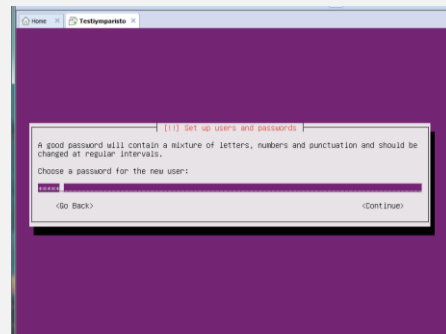 Home
Testiymparisto
[!!] Set up users and passwords
A good password will contain a mixture of letters, numbers and punctuation and should be
changed at regular intervals.
Choose a password for the new user:
*****
<Go Back>
<Continue>